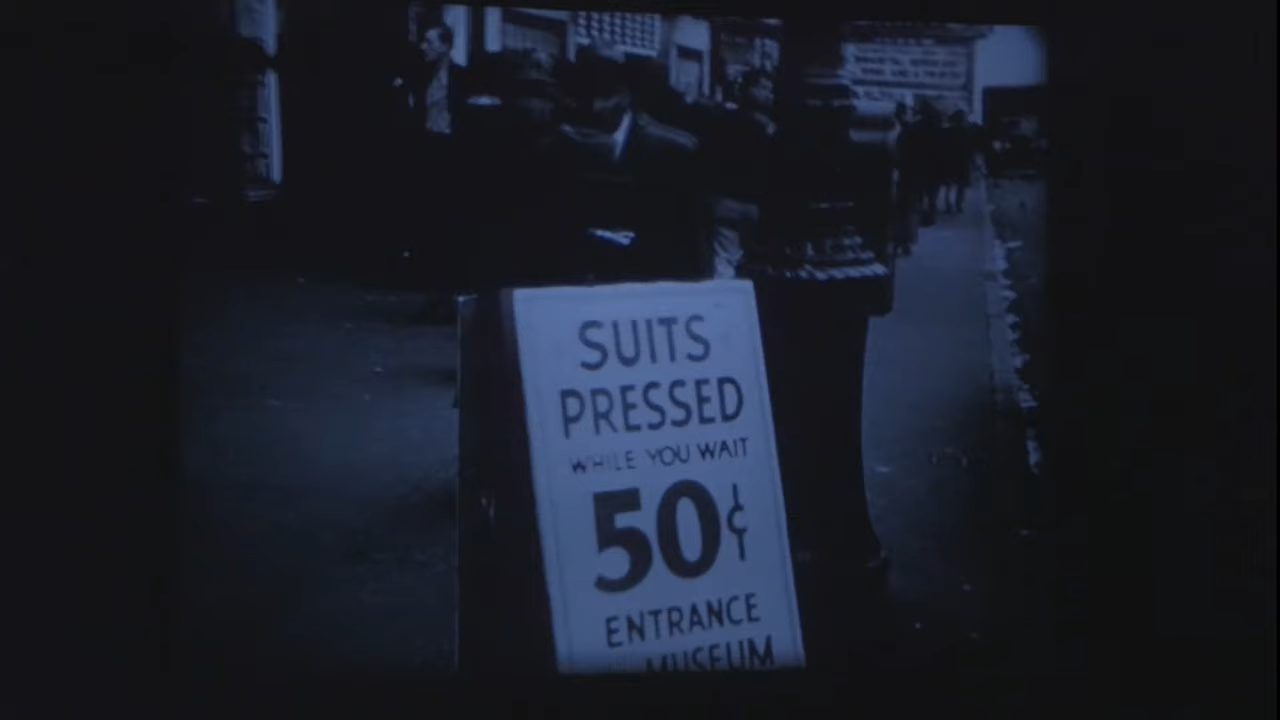 SUITS
PRESSED
WHILE YOU WAIT
50¢
ENTRANCE
MUSEUM